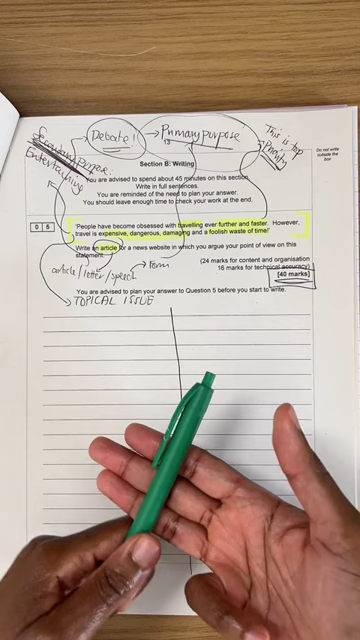 Debate! → Primary purpose
is
This is top
Priority
Secondary purpose:
Entertaining
Do not write
outside the
box
Section B: Writing
You are advised to spend about 45 minutes on this section.
Write in full sentences.
You are reminded of the need to plan your answer.
You should leave enough time to check your work at the end.
0 5
'People have become obsessed with travelling ever further and faster. However,
travel is expensive, dangerous, damaging and a foolish waste of time!'
Write an article for a news website in which you argue your point of view on this
statement.
article/letter/speech → form
(24 marks for content and organisation
16 marks for technical accuracy)
[40 marks]
You are advised to plan your answer to Question 5 before you start to write.
TOPICAL ISSUE